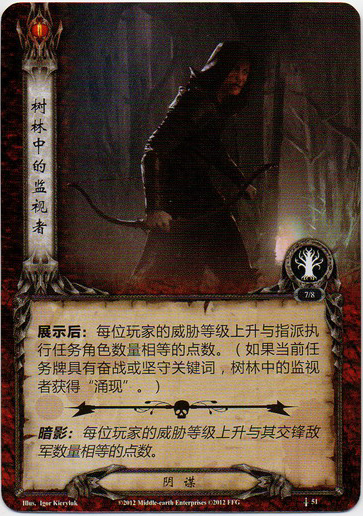 树林中的监视者
7/8
展示后：每位玩家的威胁等级上升与指派执
行任务角色数量相等的点数。（如果当前任
务牌具有奋战或坚守关键词，树林中的监视
者获得“涌现”。）
暗影：每位玩家的威胁等级上升与其交锋敌
军数量相等的点数。
阴谋
Illus. Igor Kieryluk
©2012 Middle-earth Enterprises ©2012 FFG
51